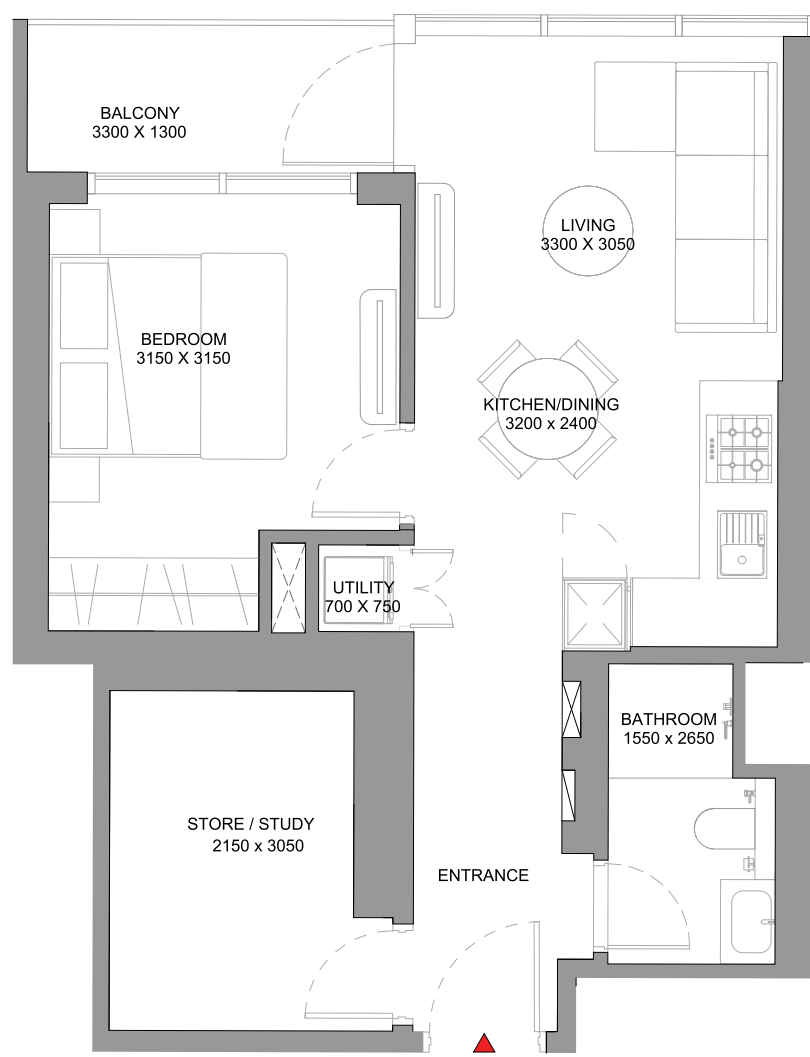 BALCONY
3300 X 1300
LIVING
3300 X 3050
BEDROOM
3150 X 3150
KITCHEN/DINING
3200 x 2400
UTILITY
700 X 750
BATHROOM
1550 x 2650
STORE / STUDY
2150 x 3050
ENTRANCE